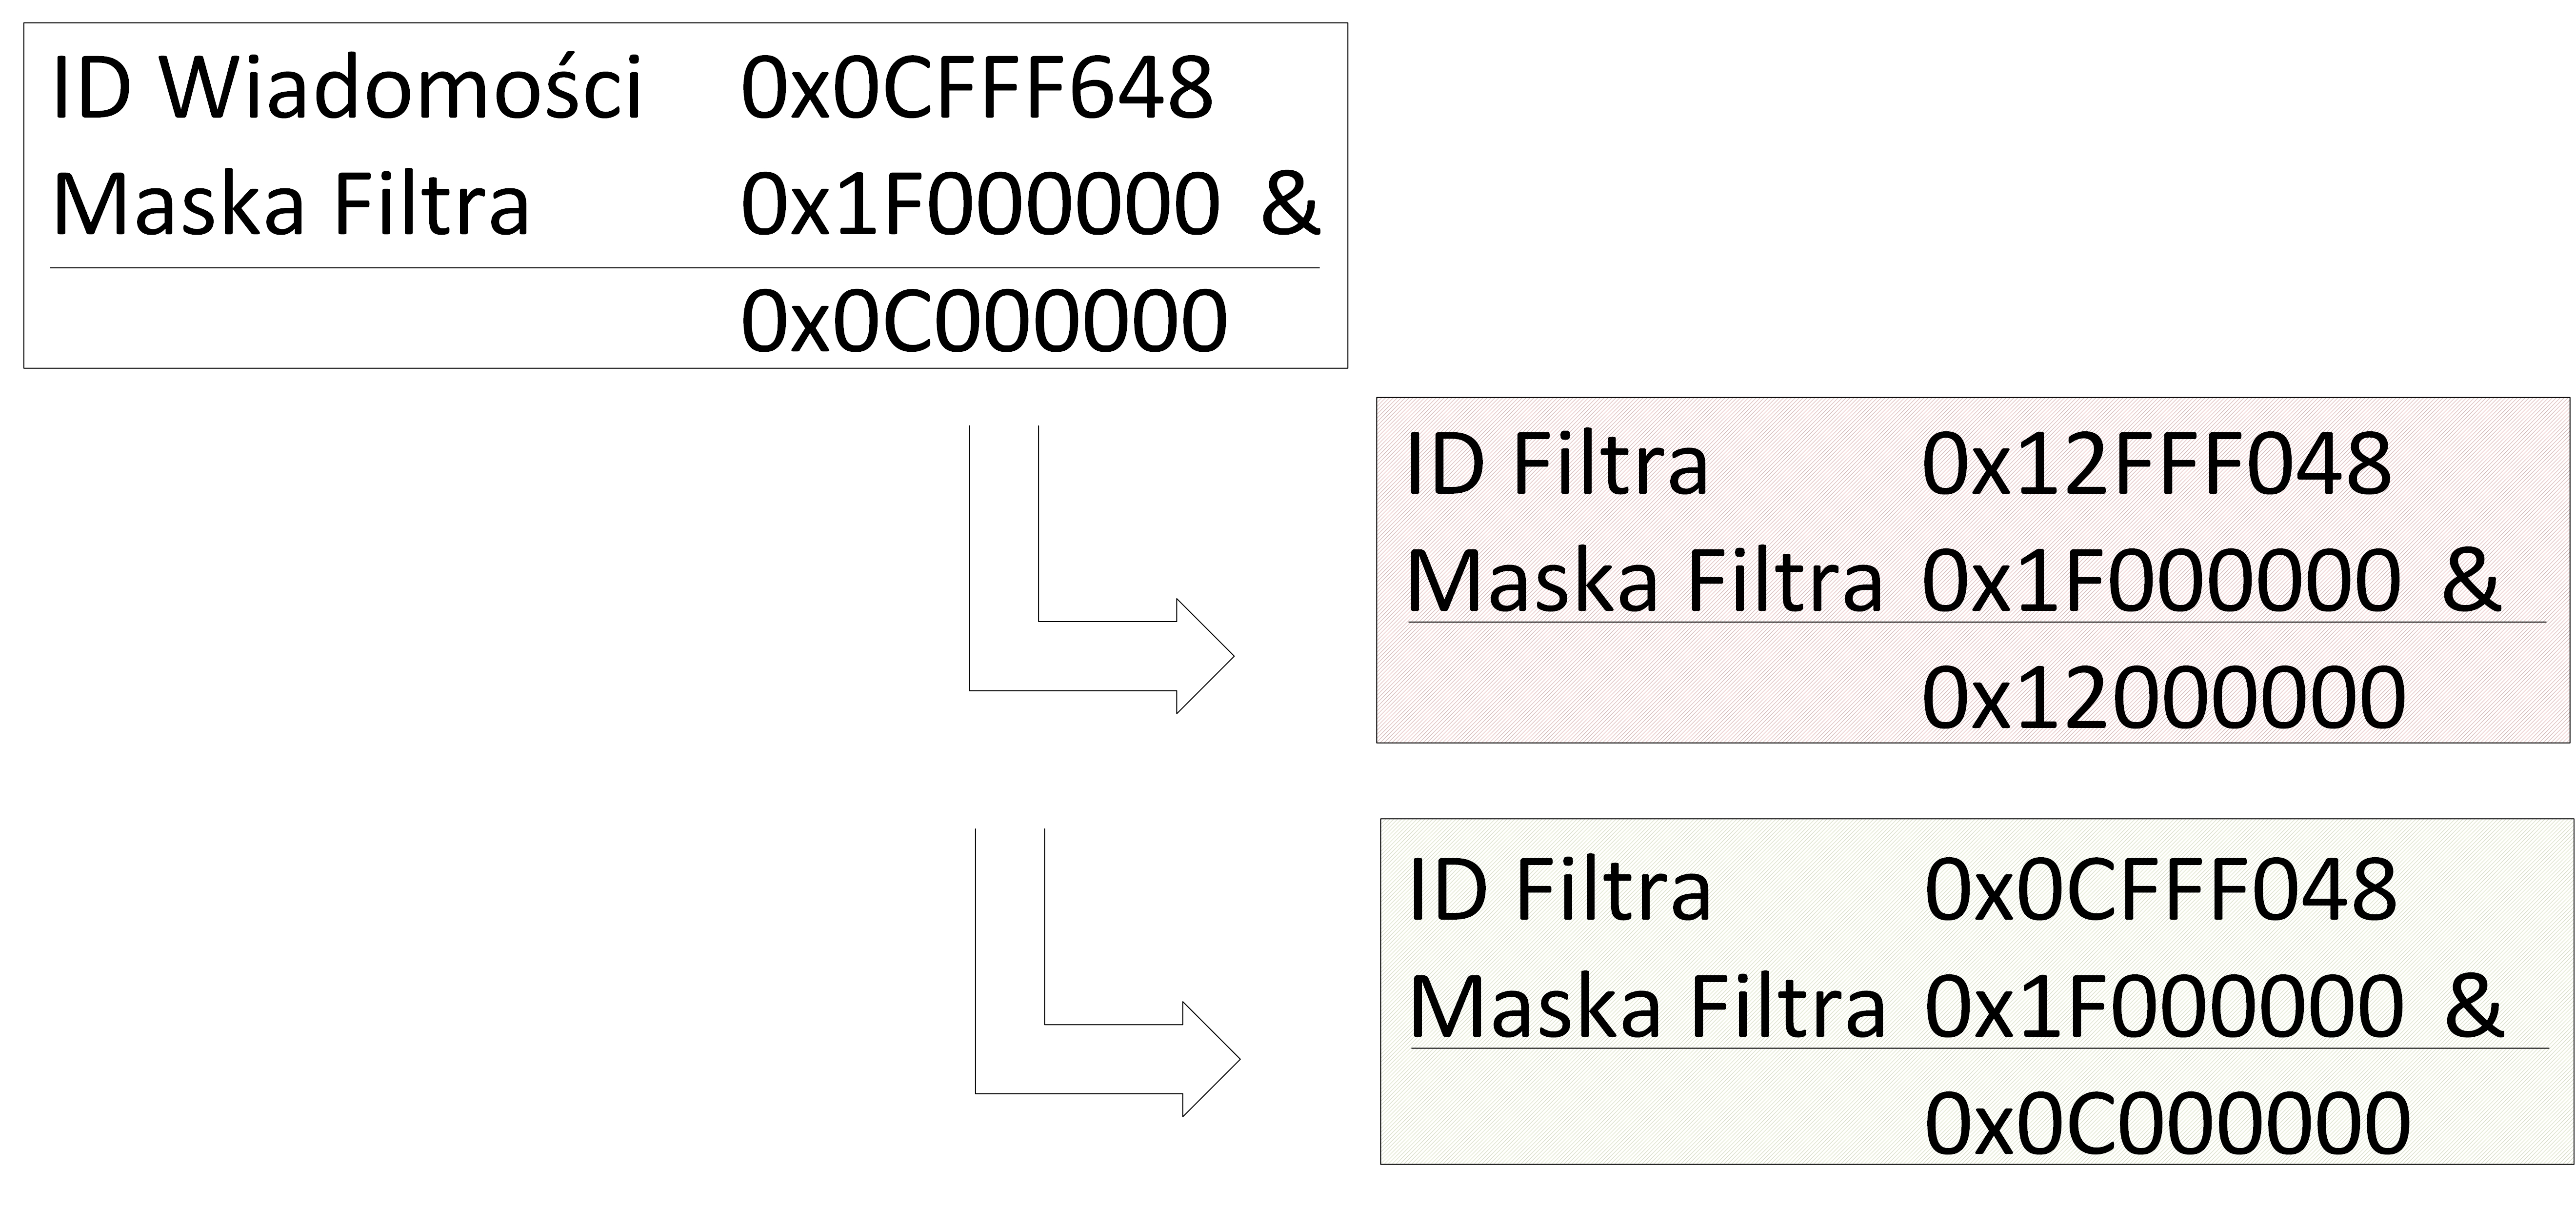 ID Wiadomości 0x0CFFF648
Maska Filtra 0x1F000000 &
0x0C000000
ID Filtra 0x12FFF048
Maska Filtra 0x1F000000 &
0x12000000
ID Filtra 0x0CFFF048
Maska Filtra 0x1F000000 &
0x0C000000